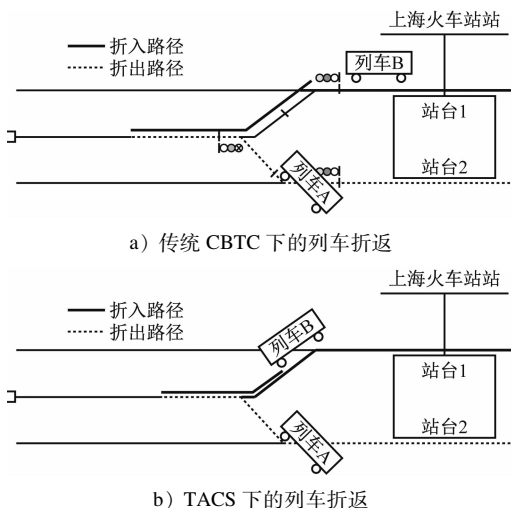 上海火车站站
折入路径
折出路径
列车B
站台1
站台2
列车A
a）传统 CBTC 下的列车折返
上海火车站站
折入路径
折出路径
列车B
站台1
站台2
列车A
b）TACS 下的列车折返